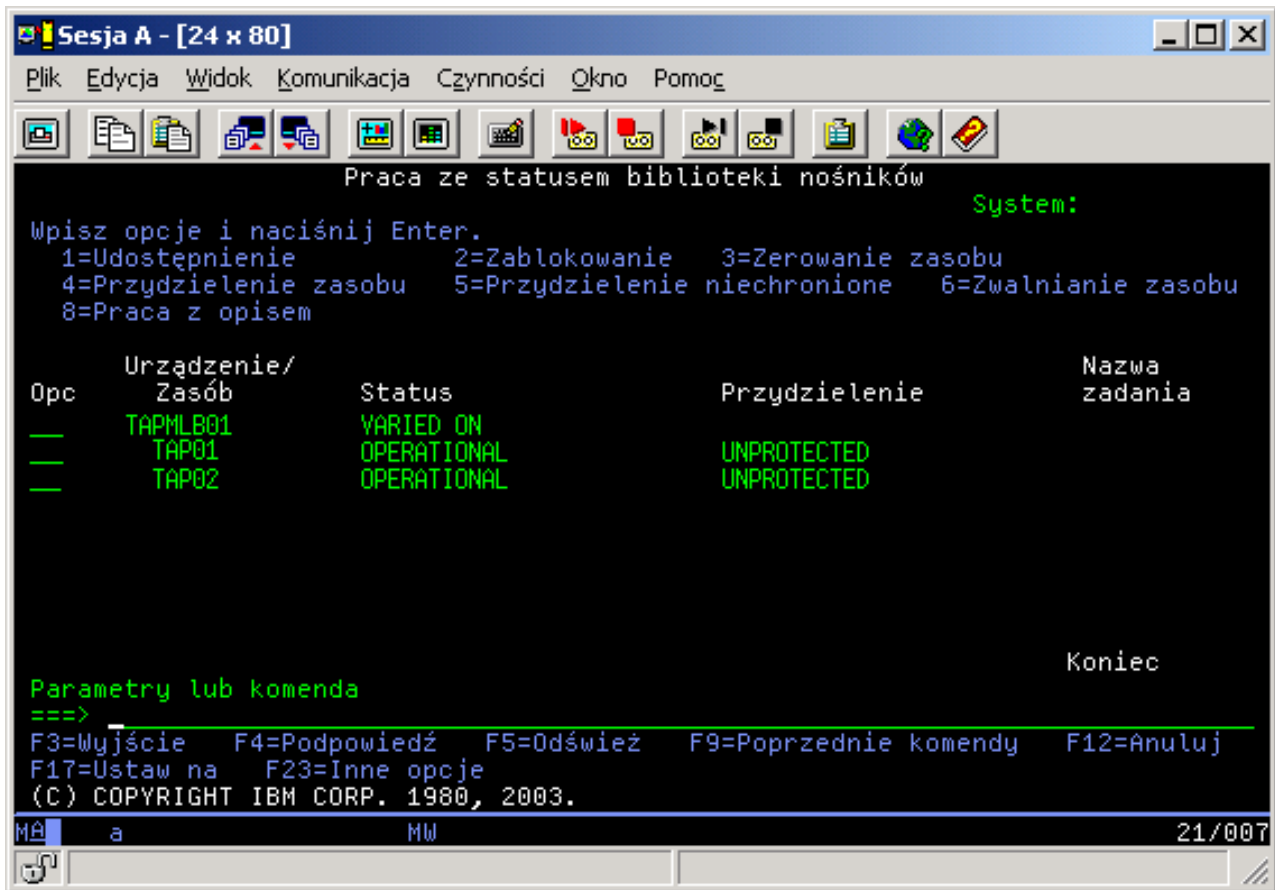 Sesja A - [24 x 80]
Plik Edycja Widok Komunikacja Czynności Okno Pomoc
Praca ze statusem biblioteki nośników
System:
Wpisz opcje i naciśnij Enter.
1=Udostępnienie 2=Zablokowanie 3=Zerowanie zasobu
4=Przydzielenie zasobu 5=Przydzielenie niechronione 6=Zwalnianie zasobu
8=Praca z opisem
Urządzenie/ Nazwa
Opc Zasób Status Przydzielenie zadania
TAPMLB01 VARIED ON
TAP01 OPERATIONAL UNPROTECTED
TAP02 OPERATIONAL UNPROTECTED
Koniec
Parametry lub komenda
===>
F3=Wyjście F4=Podpowiedź F5=Odśwież F9=Poprzednie komendy F12=Anuluj
F17=Ustaw na F23=Inne opcje
(C) COPYRIGHT IBM CORP. 1980, 2003.
MA a MW 21/007